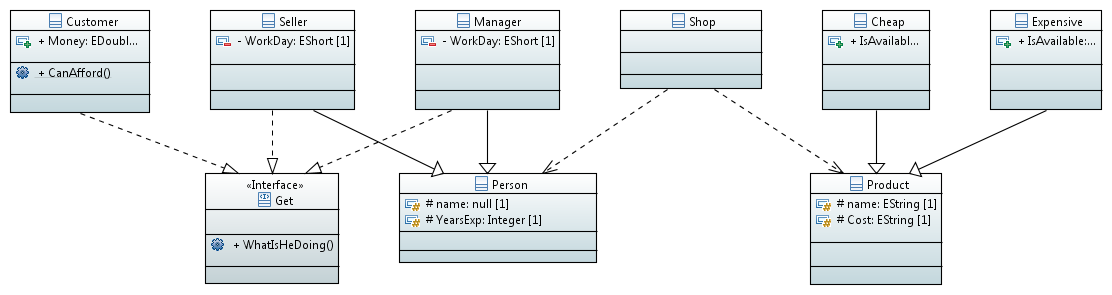 Customer
+ Money: EDoubl...
+ CanAfford()
Seller
- WorkDay: EShort [1]
Manager
- WorkDay: EShort [1]
Shop
Cheap
+ IsAvailabl...
Expensive
+ IsAvailable:...
«Interface»
Get
+ WhatIsHeDoing()
Person
# name: null [1]
# YearsExp: Integer [1]
Product
# name: EString [1]
# Cost: EString [1]